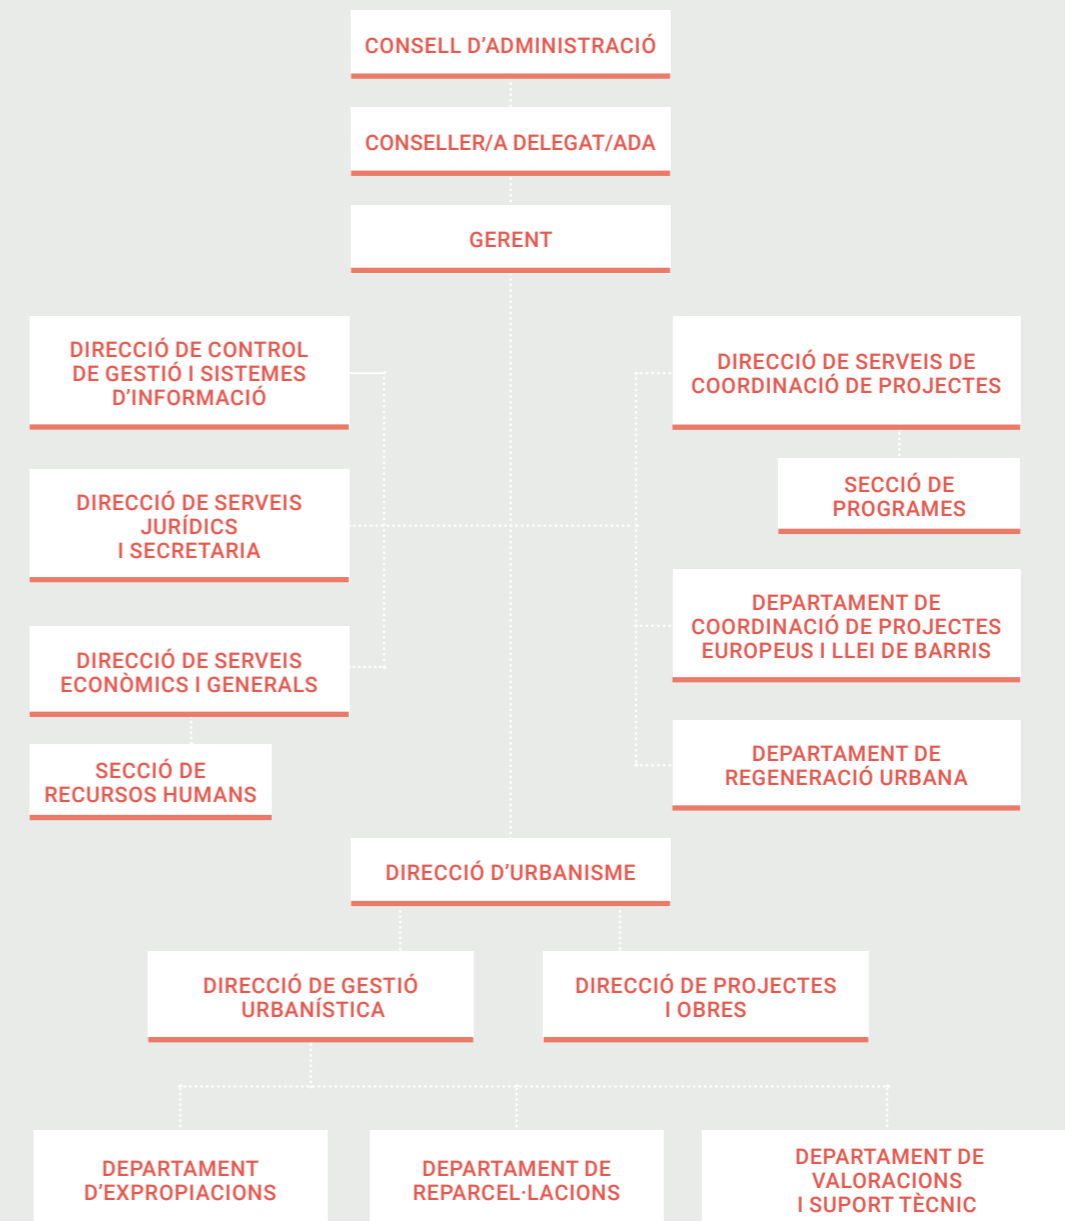 CONSELL D’ADMINISTRACIÓ
CONSELLER/A DELEGAT/ADA
GERENT
DIRECCIÓ DE CONTROL
DE GESTIÓ I SISTEMES
D’INFORMACIÓ
DIRECCIÓ DE SERVEIS DE
COORDINACIÓ DE PROJECTES
SECCIÓ DE
PROGRAMES
DIRECCIÓ DE SERVEIS
JURÍDICS
I SECRETARIA
DEPARTAMENT DE
COORDINACIÓ DE PROJECTES
EUROPEUS I LLEI DE BARRIS
DIRECCIÓ DE SERVEIS
ECONÒMICS I GENERALS
SECCIÓ DE
RECURSOS HUMANS
DEPARTAMENT DE
REGENERACIÓ URBANA
DIRECCIÓ D’URBANISME
DIRECCIÓ DE GESTIÓ
URBANÍSTICA
DIRECCIÓ DE PROJECTES
I OBRES
DEPARTAMENT
D’EXPROPIACIONS
DEPARTAMENT DE
REPARCEL·LACIONS
DEPARTAMENT DE
VALORACIONS
I SUPORT TÈCNIC